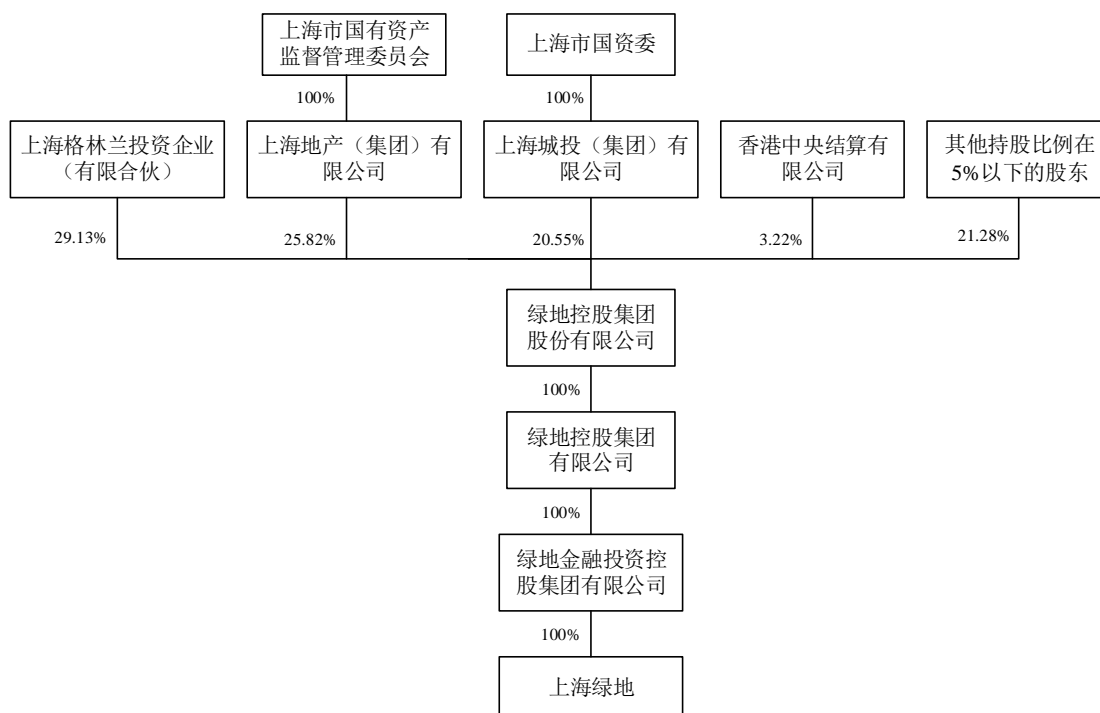 上海市国有资产
监督管理委员会
上海市国资委
100%
100%
上海格林兰投资企业
（有限合伙）
上海地产（集团）有
限公司
上海城投（集团）有
限公司
香港中央结算有
限公司
其他持股比例在
5%以下的股东
29.13%
25.82%
20.55%
3.22%
21.28%
绿地控股集团
股份有限公司
100%
绿地控股集团
有限公司
100%
绿地金融投资控
股集团有限公司
100%
上海绿地